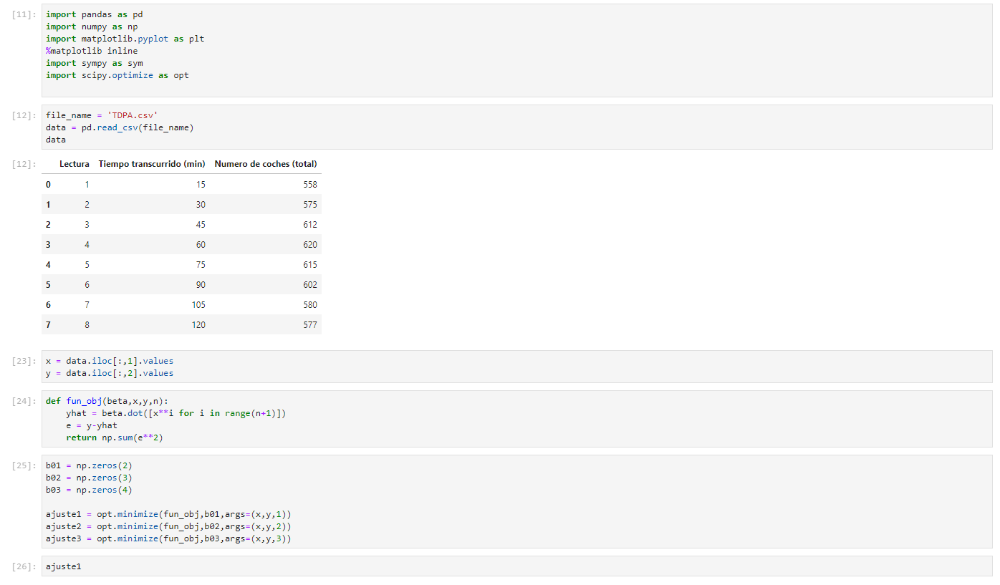 [11]: import pandas as pd
import numpy as np
import matplotlib.pyplot as plt
%matplotlib inline
import sympy as sym
import scipy.optimize as opt
[12]: file_name = 'TDPA.csv'
data = pd.read_csv(file_name)
data
[12]: Lectura Tiempo transcurrido (min) Numero de coches (total)
0 1 15 558
1 2 30 575
2 3 45 612
3 4 60 620
4 5 75 615
5 6 90 602
6 7 105 580
7 8 120 577
[23]: x = data.iloc[:,1].values
y = data.iloc[:,2].values
[24]: def fun_obj(beta,x,y,n):
    yhat = beta.dot([x**i for i in range(n+1)])
    e = y-yhat
    return np.sum(e**2)
[25]: b01 = np.zeros(2)
b02 = np.zeros(3)
b03 = np.zeros(4)
ajuste1 = opt.minimize(fun_obj,b01,args=(x,y,1))
ajuste2 = opt.minimize(fun_obj,b02,args=(x,y,2))
ajuste3 = opt.minimize(fun_obj,b03,args=(x,y,3))
[26]: ajuste1